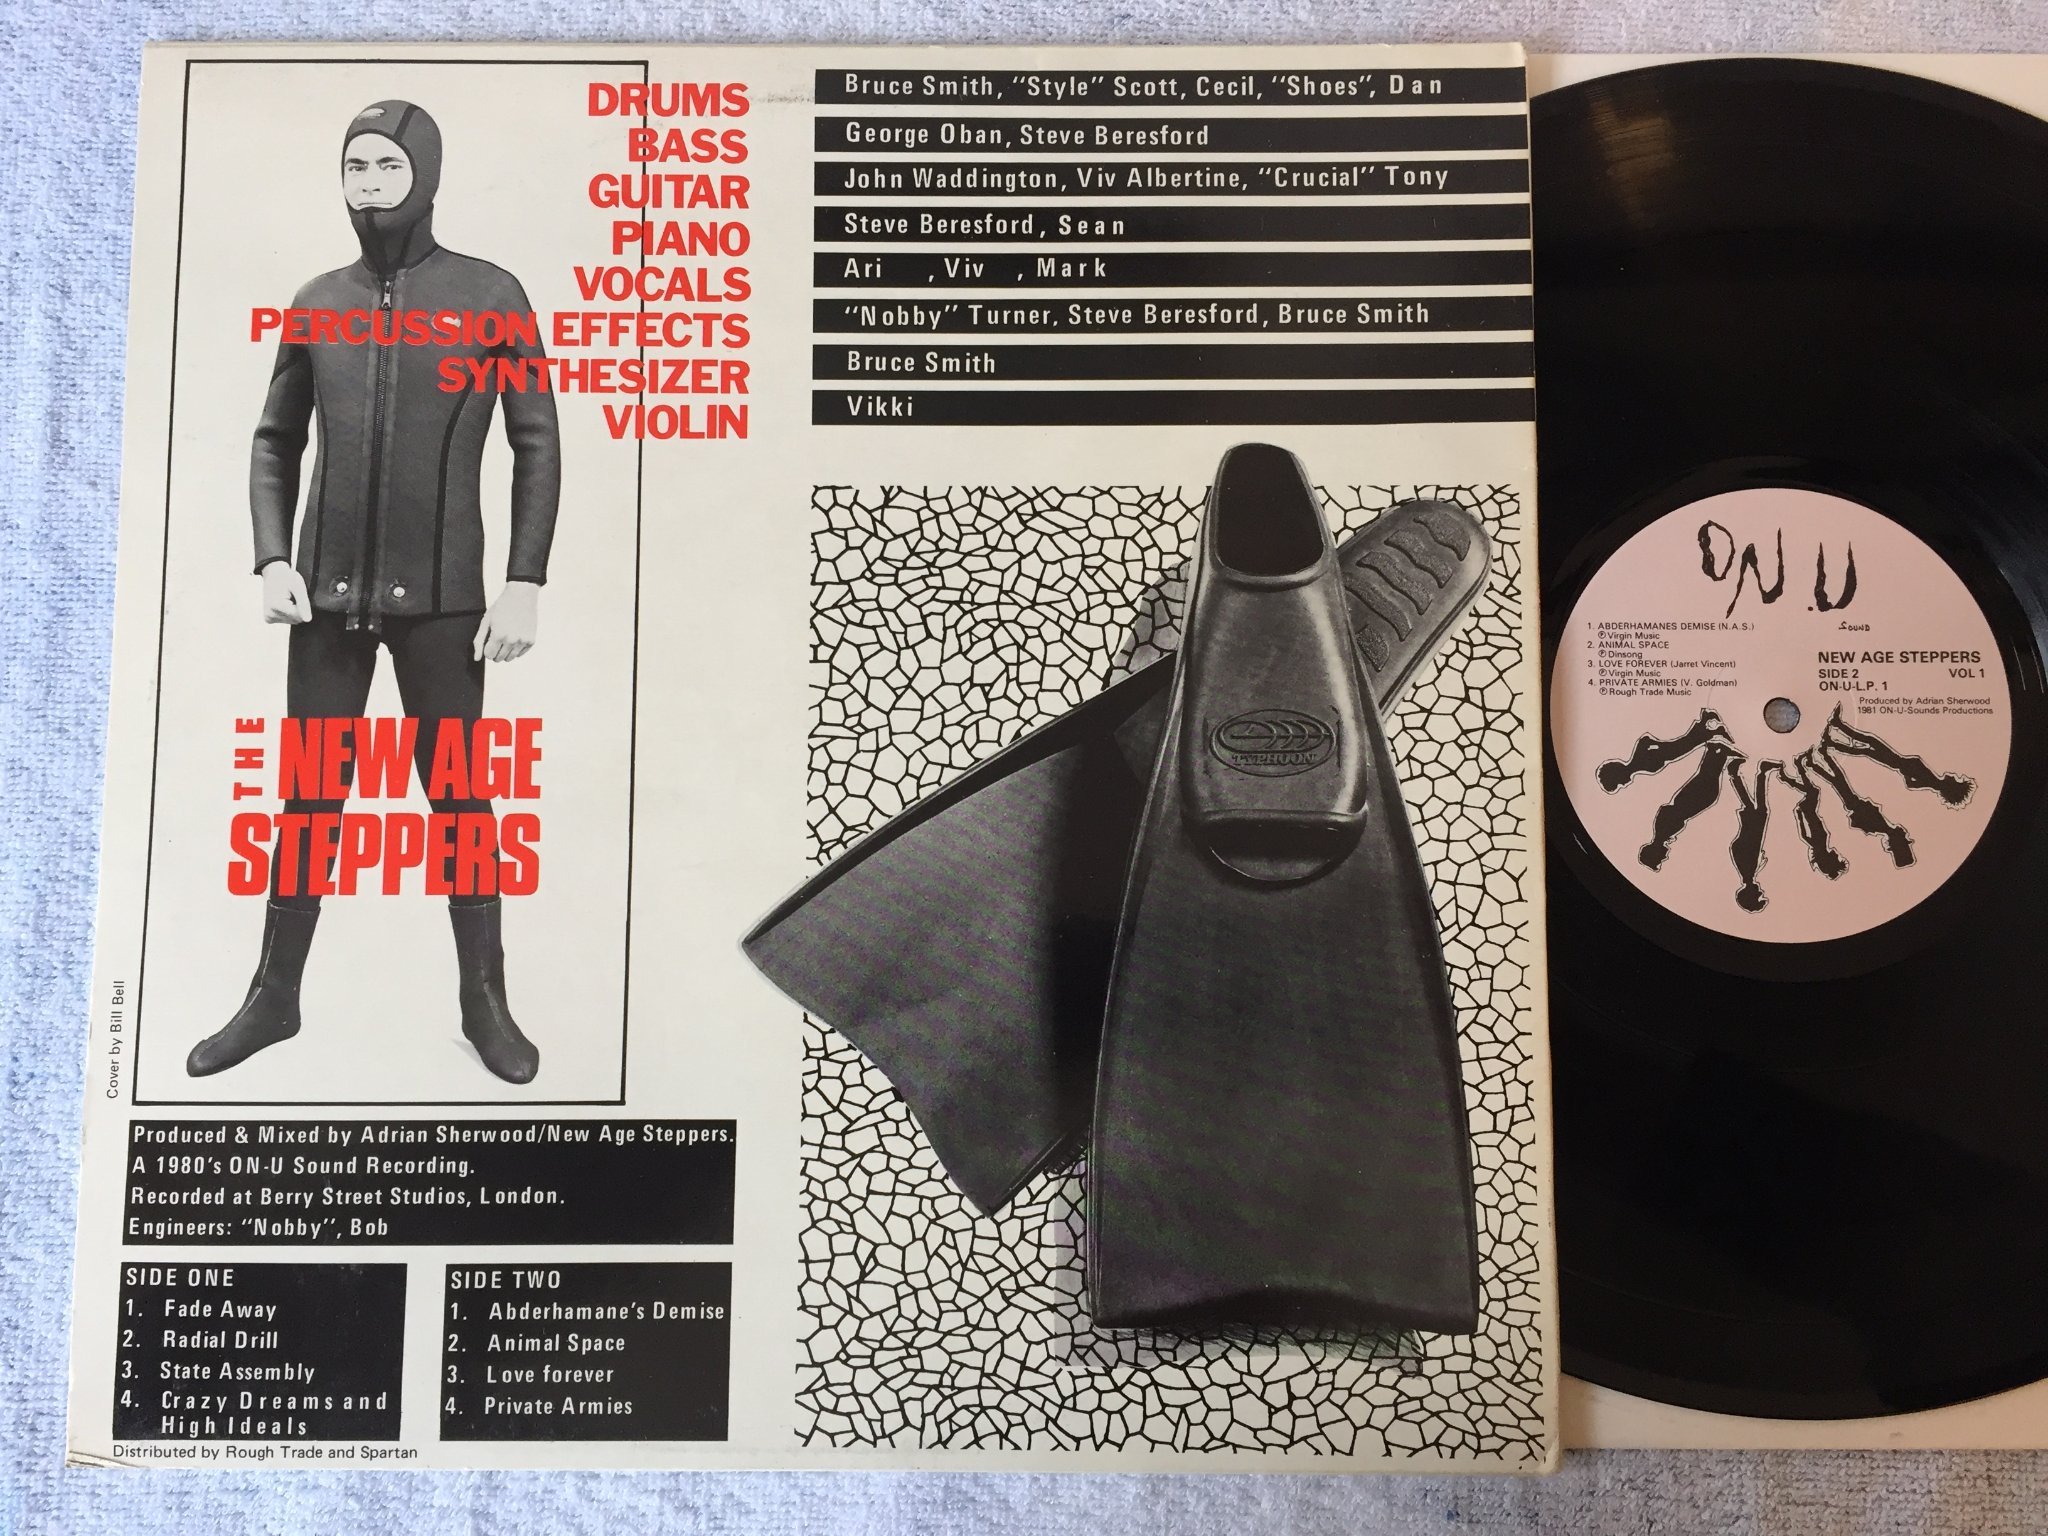 DRUMS
BASS
GUITAR
PIANO
VOCALS
PERCUSSION EFFECTS
SYNTHESIZER
VIOLIN
Bruce Smith, "Style" Scott, Cecil, "Shoes", Dan
George Oban, Steve Beresford
John Waddington, Viv Albertine, "Crucial" Tony
Steve Beresford, Sean
Ari , Viv , Mark
"Nobby" Turner. Steve Beresford, Bruce Smith
Bruce Smith
Vikki
THE
NEW AGE
STEPPERS
Cover by Bill Bell
Produced & Mixed by Adrian Sherwood/New Age Steppers.
A 1980's ON-U Sound Recording.
Recorded at Berry Street Studios, London.
Engineers: "Nobby", Bob
SIDE ONE
1. Fade Away
2. Radial Drill
3. State Assembly
4. Crazy Dreams and
High Ideals
SIDE TWO
1. Abderhamane's Demise
2. Animal Space
3. Love forever
4. Private Armies
Distributed by Rough Trade and Spartan
TYPHOON
ON.U
SOUND
1. ABDERHAMANES DEMISE (N.A.S.)
℗ Virgin Music
2. ANIMAL SPACE
℗ Dinsong
3. LOVE FOREVER (Jarret Vincent)
℗ Virgin Music
4. PRIVATE ARMIES (V. Goldman)
℗ Rough Trade Music
NEW AGE STEPPERS
SIDE 2 VOL 1
ON-U-L.P. 1
Produced by Adrian Sherwood
1981 ON-U-Sounds Productions